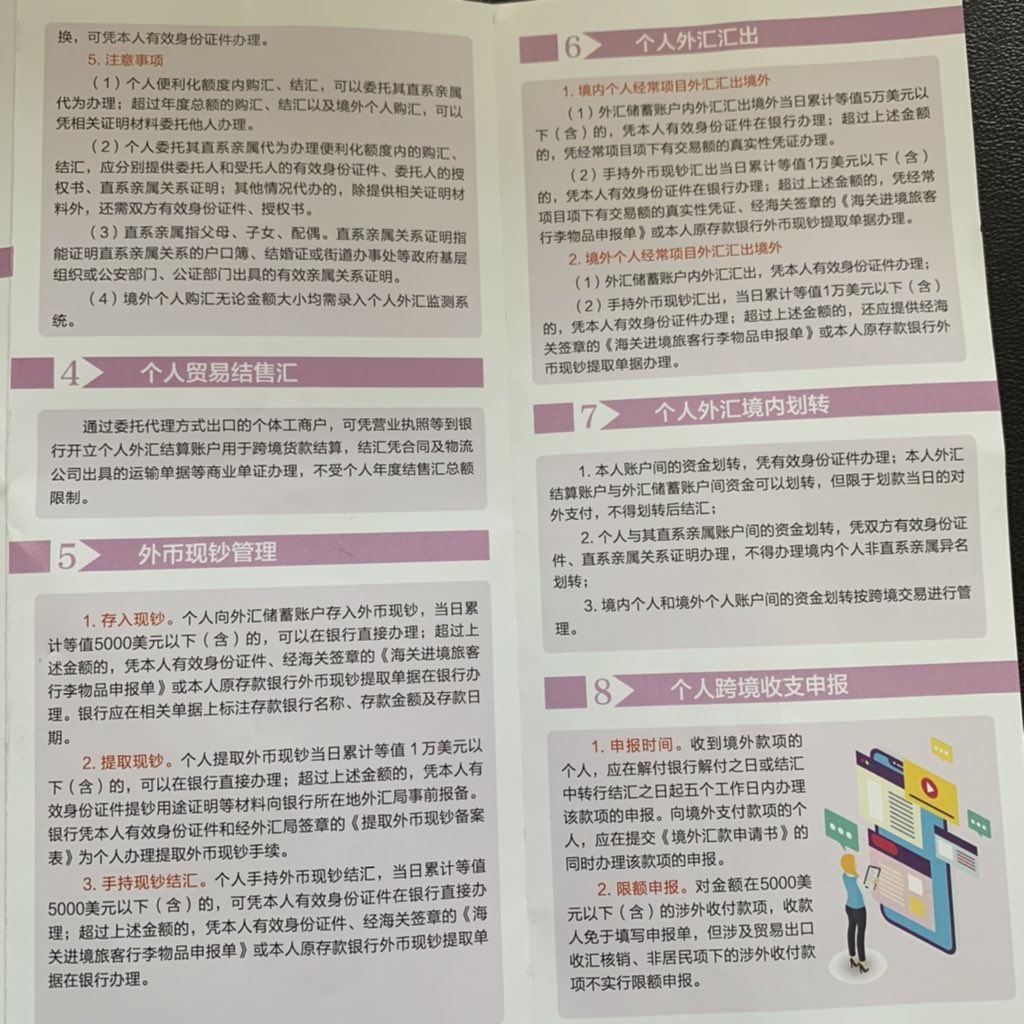 换，可凭本人有效身份证件办理。
5. 注意事项
（1）个人便利化额度内购汇、结汇，可以委托其直系亲属
代为办理；超过年度总额的购汇、结汇以及境外个人购汇，可以
凭相关证明材料委托他人办理。
（2）个人委托其直系亲属代为办理便利化额度内的购汇、
结汇，应分别提供委托人和受托人的有效身份证件、委托人的授
权书、直系亲属关系证明；其他情况代办的，除提供相关证明材
料外，还需双方有效身份证件、授权书。
（3）直系亲属指父母、子女、配偶。直系亲属关系证明指
能证明直系亲属关系的户口簿、结婚证或街道办事处等政府基层
组织或公安部门、公证部门出具的有效亲属关系证明。
（4）境外个人购汇无论金额大小均需录入个人外汇监测系
统。
4 个人贸易结售汇
通过委托代理方式出口的个体工商户，可凭营业执照等到银
行开立个人外汇结算账户用于跨境货款结算，结汇凭合同及物流
公司出具的运输单据等商业单证办理，不受个人年度结售汇总额
限制。
5 外币现钞管理
1. 存入现钞。个人向外汇储蓄账户存入外币现钞，当日累
计等值5000美元以下（含）的，可以在银行直接办理；超过上
述金额的，凭本人有效身份证件、经海关签章的《海关进境旅客
行李物品申报单》或本人原存款银行外币现钞提取单据在银行办
理。银行应在相关单据上标注存款银行名称、存款金额及存款日
期。
2. 提取现钞。个人提取外币现钞当日累计等值1万美元以
下（含）的，可以在银行直接办理；超过上述金额的，凭本人有
效身份证件提钞用途证明等材料向银行所在地外汇局事前报备。
银行凭本人有效身份证件和经外汇局签章的《提取外币现钞备案
表》为个人办理提取外币现钞手续。
3. 手持现钞结汇。个人手持外币现钞结汇，当日累计等值
5000美元以下（含）的，可凭本人有效身份证件在银行直接办
理；超过上述金额的，凭本人有效身份证件、经海关签章的《海
关进境旅客行李物品申报单》或本人原存款银行外币现钞提取单
据在银行办理。
6 个人外汇汇出
1. 境内个人经常项目外汇汇出境外
（1）外汇储蓄账户内外汇汇出境外当日累计等值5万美元以
下（含）的，凭本人有效身份证件在银行办理；超过上述金额
的，凭经常项目项下有交易额的真实性凭证办理。
（2）手持外币现钞汇出当日累计等值1万美元以下（含）
的，凭本人有效身份证件在银行办理；超过上述金额的，凭经常
项目项下有交易额的真实性凭证、经海关签章的《海关进境旅客
行李物品申报单》或本人原存款银行外币现钞提取单据办理。
2. 境外个人经常项目外汇汇出境外
（1）外汇储蓄账户内外汇汇出，凭本人有效身份证件办理；
（2）手持外币现钞汇出，当日累计等值1万美元以下（含）
的，凭本人有效身份证件办理；超过上述金额的，还应提供经海
关签章的《海关进境旅客行李物品申报单》或本人原存款银行外
币现钞提取单据办理。
7 个人外汇境内划转
1. 本人账户间的资金划转，凭有效身份证件办理；本人外汇
结算账户与外汇储蓄账户间资金可以划转，但限于划款当日的对
外支付，不得划转后结汇；
2. 个人与其直系亲属账户间的资金划转，凭双方有效身份证
件、直系亲属关系证明办理，不得办理境内个人非直系亲属异名
划转；
3. 境内个人和境外个人账户间的资金划转按跨境交易进行管
理。
8 个人跨境收支申报
1. 申报时间。收到境外款项的
个人，应在解付银行解付之日或结汇
中转行结汇之日起五个工作日内办理
该款项的申报。向境外支付款项的个
人，应在提交《境外汇款申请书》的
同时办理该款项的申报。
2. 限额申报。对金额在5000美
元以下（含）的涉外收付款项，收款
人免于填写申报单，但涉及贸易出口
收汇核销、非居民项下的涉外收付款
项不实行限额申报。